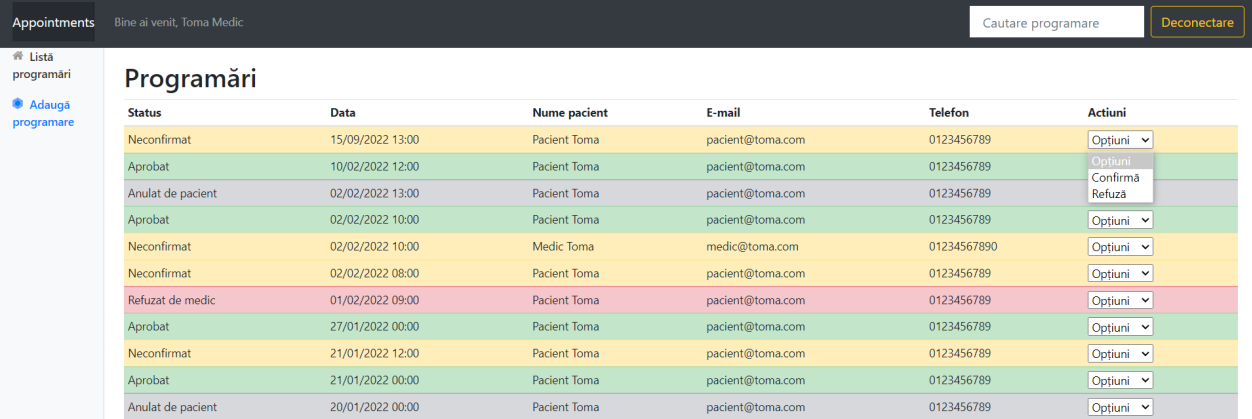 Appointments Bine ai venit, Toma Medic Cautare programare Deconectare
Listă
programări
Adaugă
programare
Programări
Status Data Nume pacient E-mail Telefon Actiuni
Neconfirmat 15/09/2022 13:00 Pacient Toma pacient@toma.com 0123456789 Opțiuni
Opțiuni
Confirmă
Refuză
Aprobat 10/02/2022 12:00 Pacient Toma pacient@toma.com 0123456789
Anulat de pacient 02/02/2022 13:00 Pacient Toma pacient@toma.com 0123456789
Aprobat 02/02/2022 10:00 Pacient Toma pacient@toma.com 0123456789 Opțiuni
Neconfirmat 02/02/2022 10:00 Medic Toma medic@toma.com 01234567890 Opțiuni
Neconfirmat 02/02/2022 08:00 Pacient Toma pacient@toma.com 0123456789 Opțiuni
Refuzat de medic 01/02/2022 09:00 Pacient Toma pacient@toma.com 0123456789 Opțiuni
Aprobat 27/01/2022 00:00 Pacient Toma pacient@toma.com 0123456789 Opțiuni
Neconfirmat 21/01/2022 12:00 Pacient Toma pacient@toma.com 0123456789 Opțiuni
Aprobat 21/01/2022 00:00 Pacient Toma pacient@toma.com 0123456789 Opțiuni
Anulat de pacient 20/01/2022 00:00 Pacient Toma pacient@toma.com 0123456789 Opțiuni